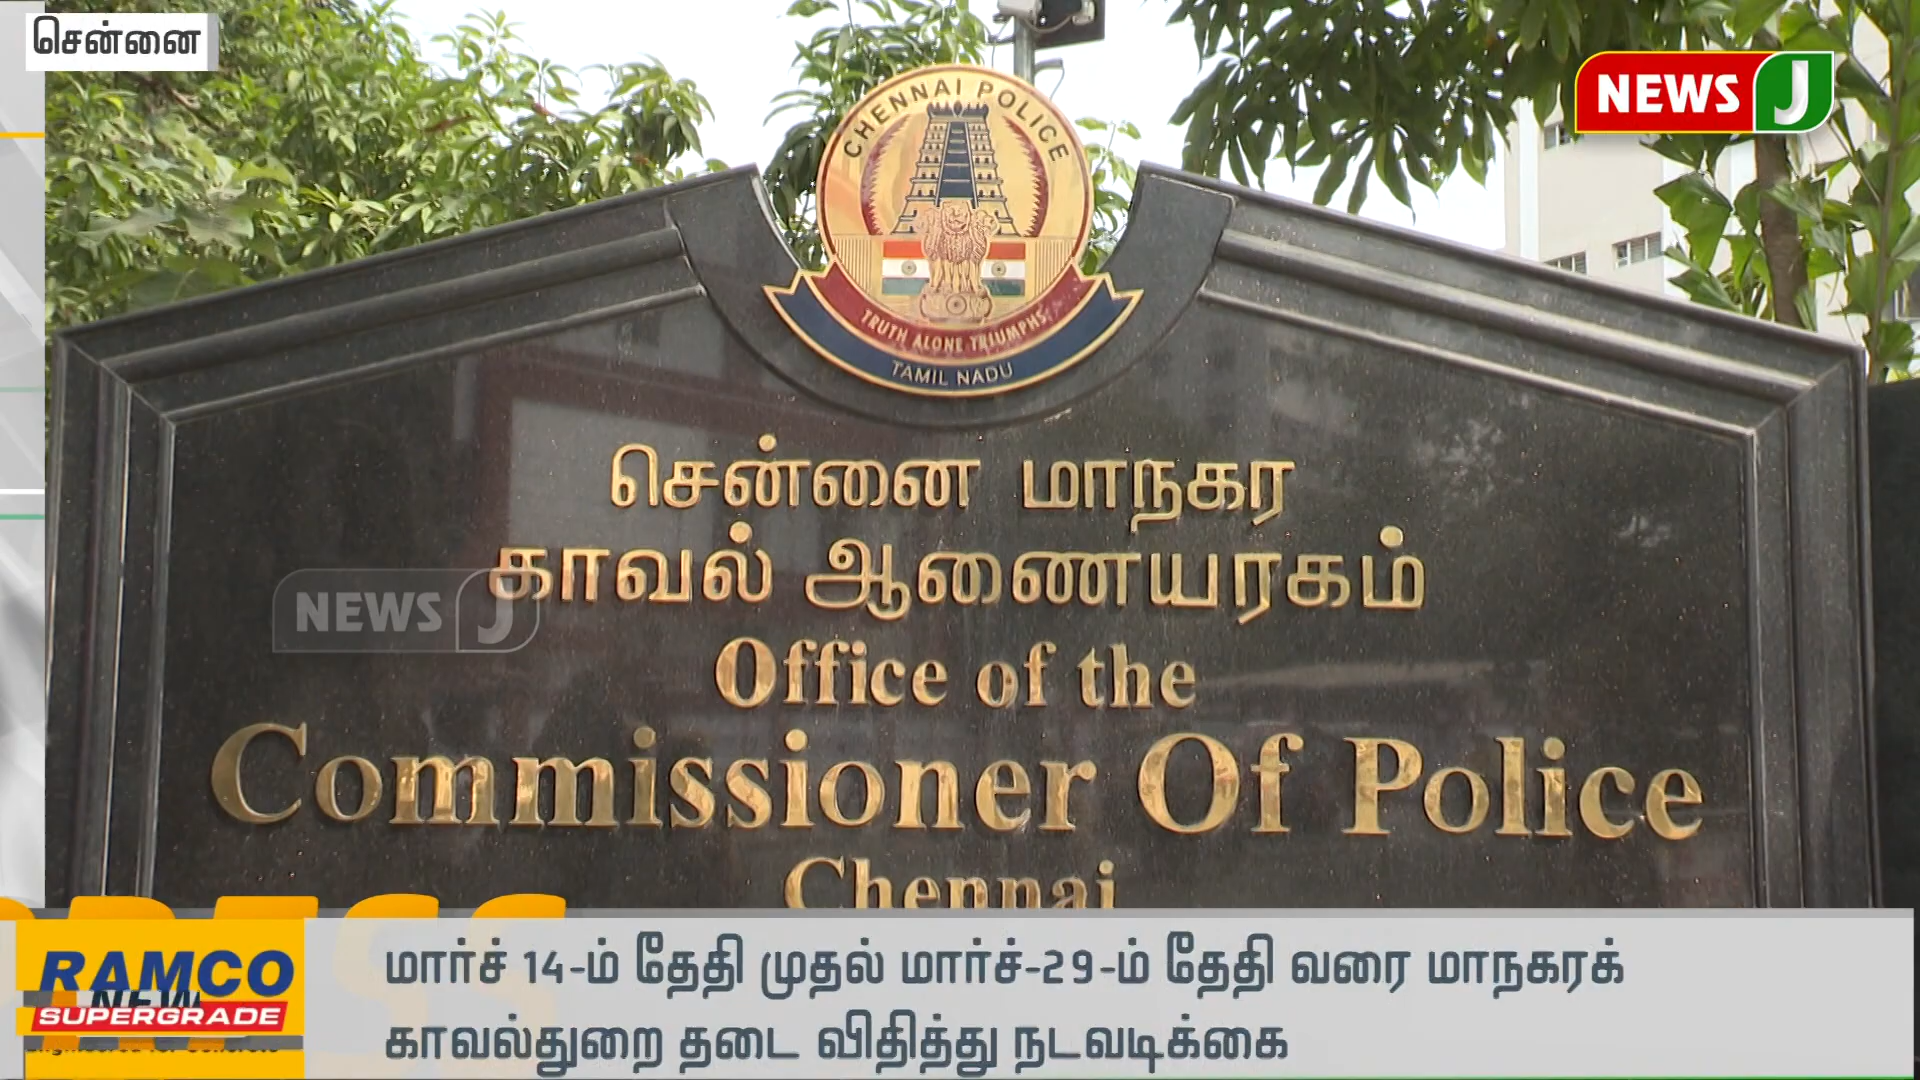 சென்னை
NEWS J
CHENNAI POLICE
TRUTH ALONE TRIUMPHS
TAMIL NADU
சென்னை மாநகர
காவல் ஆணையரகம்
NEWS J
Office of the
Commissioner Of Police
Chennai
RAMCO
NEW
SUPERGRADE
மார்ச் 14-ம் தேதி முதல் மார்ச்-29-ம் தேதி வரை மாநகரக்
காவல்துறை தடை விதித்து நடவடிக்கை